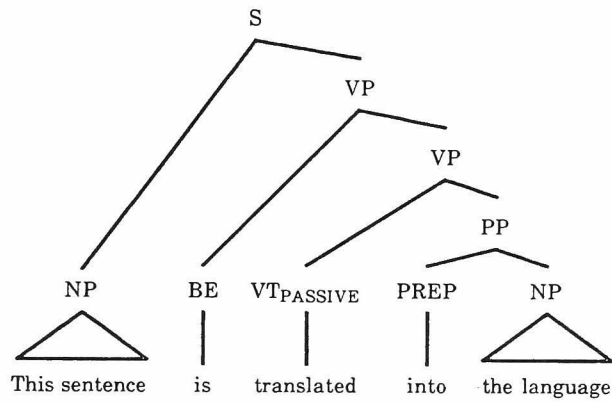 S
VP
VP
PP
NP BE VTPASSIVE PREP NP
This sentence is translated into the language